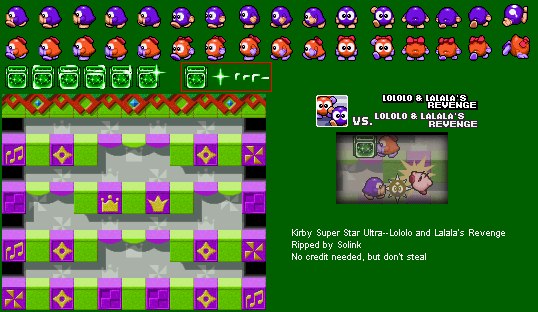 LOLOLO & LALALA'S
REVENGE
VS. LOLOLO & LALALA'S
REVENGE
Kirby Super Star Ultra--Lololo and Lalala's Revenge
Ripped by Solink
No credit needed, but don't steal